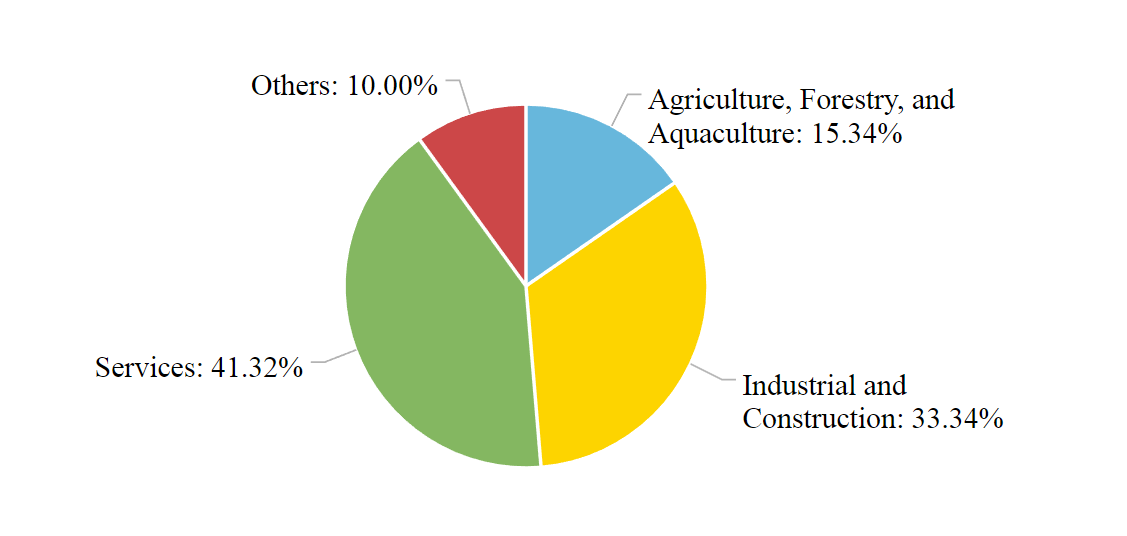 Others: 10.00%
Agriculture, Forestry, and
Aquaculture: 15.34%
Services: 41.32%
Industrial and
Construction: 33.34%